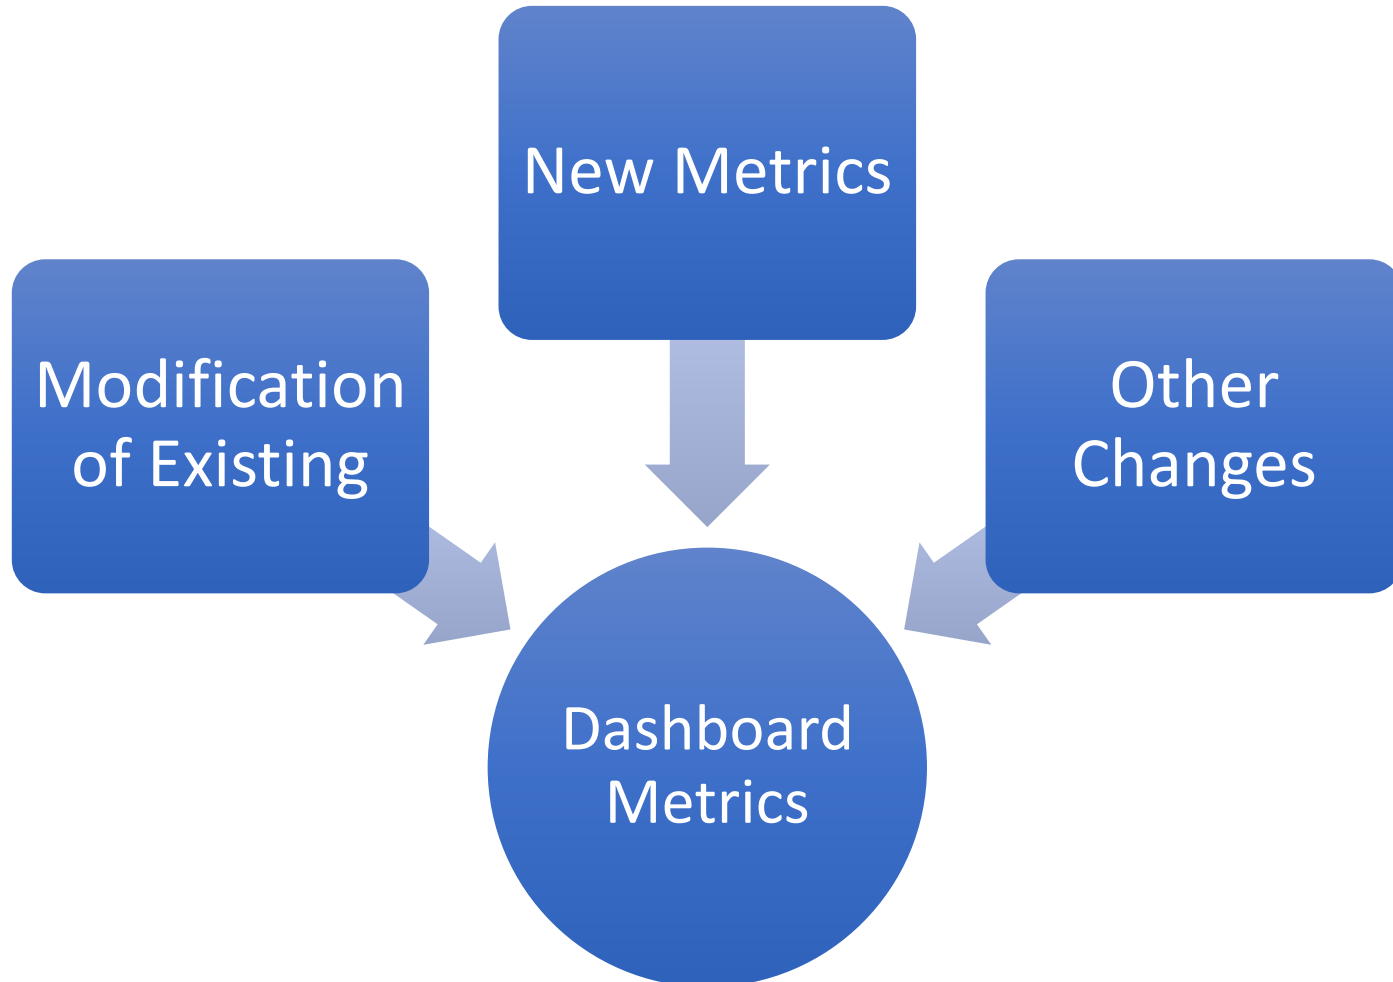 New Metrics
Modification
of Existing
Other
Changes
Dashboard
Metrics